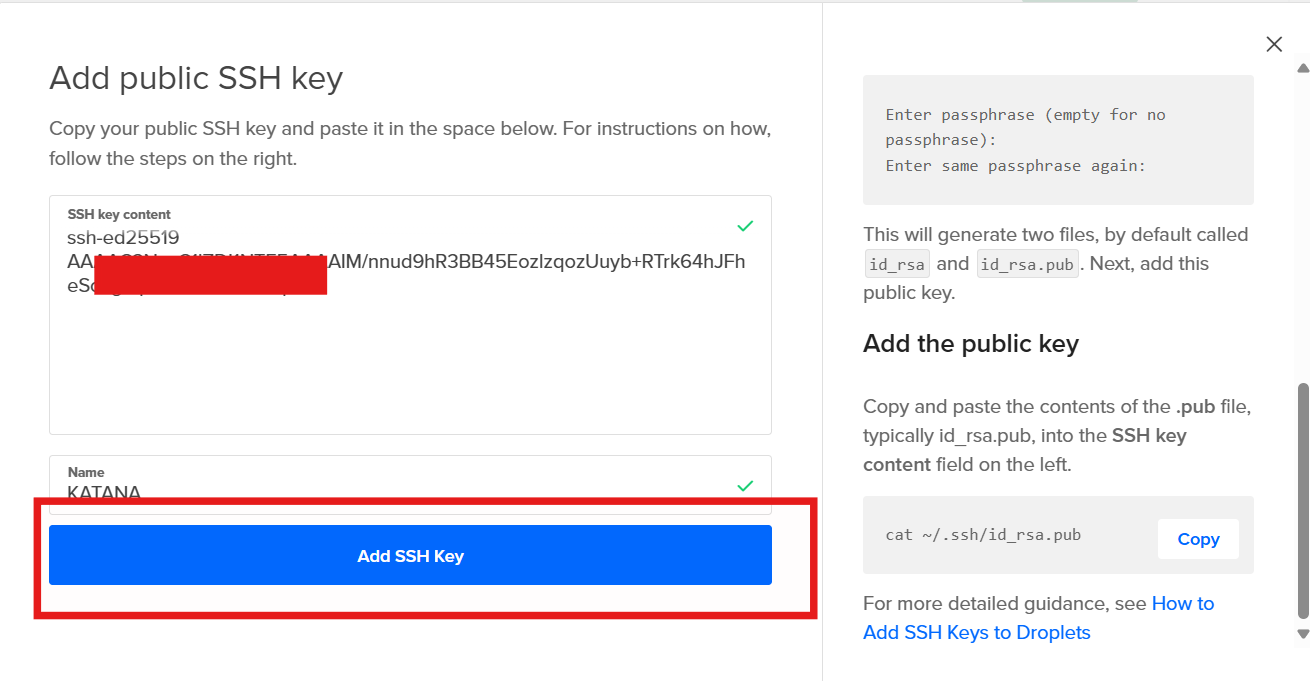 Add public SSH key
Copy your public SSH key and paste it in the space below. For instructions on how,
follow the steps on the right.
SSH key content
ssh-ed25519
AIM/nnud9hR3BB45EozIzqozUuyb+RTrk64hJFh
Name
KATANA
Add SSH Key
Enter passphrase (empty for no
passphrase):
Enter same passphrase again:
This will generate two files, by default called
id_rsa and id_rsa.pub. Next, add this
public key.
Add the public key
Copy and paste the contents of the .pub file,
typically id_rsa.pub, into the SSH key
content field on the left.
cat ~/.ssh/id_rsa.pub
Copy
For more detailed guidance, see How to
Add SSH Keys to Droplets